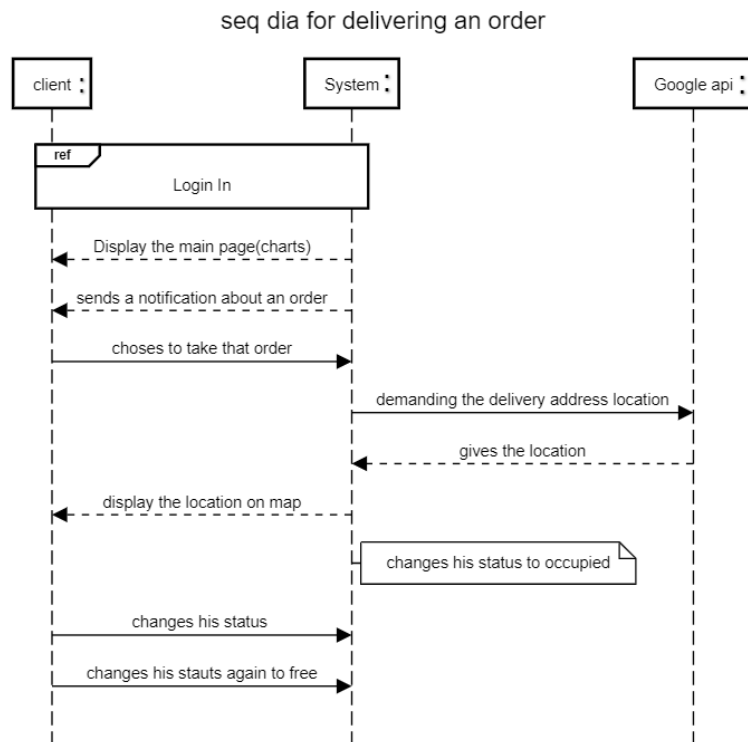 seq dia for delivering an order
client :
System :
Google api :
ref
Login In
Display the main page(charts)
sends a notification about an order
choses to take that order
demanding the delivery address location
gives the location
display the location on map
changes his status to occupied
changes his status
changes his stauts again to free